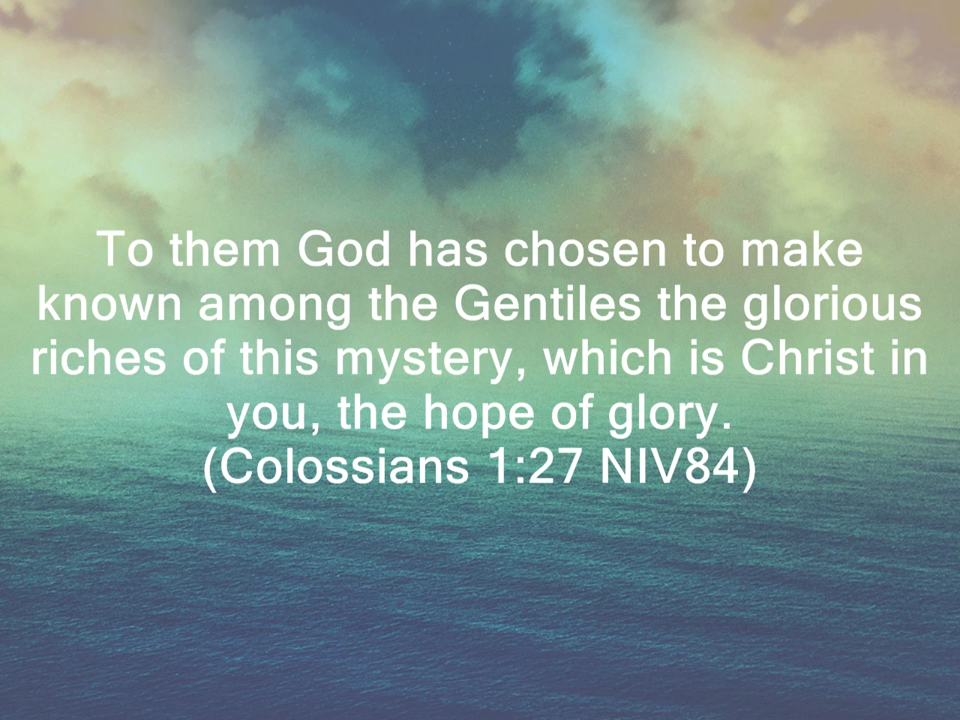 To them God has chosen to make
known among the Gentiles the glorious
riches of this mystery, which is Christ in
you, the hope of glory.
(Colossians 1:27 NIV84)